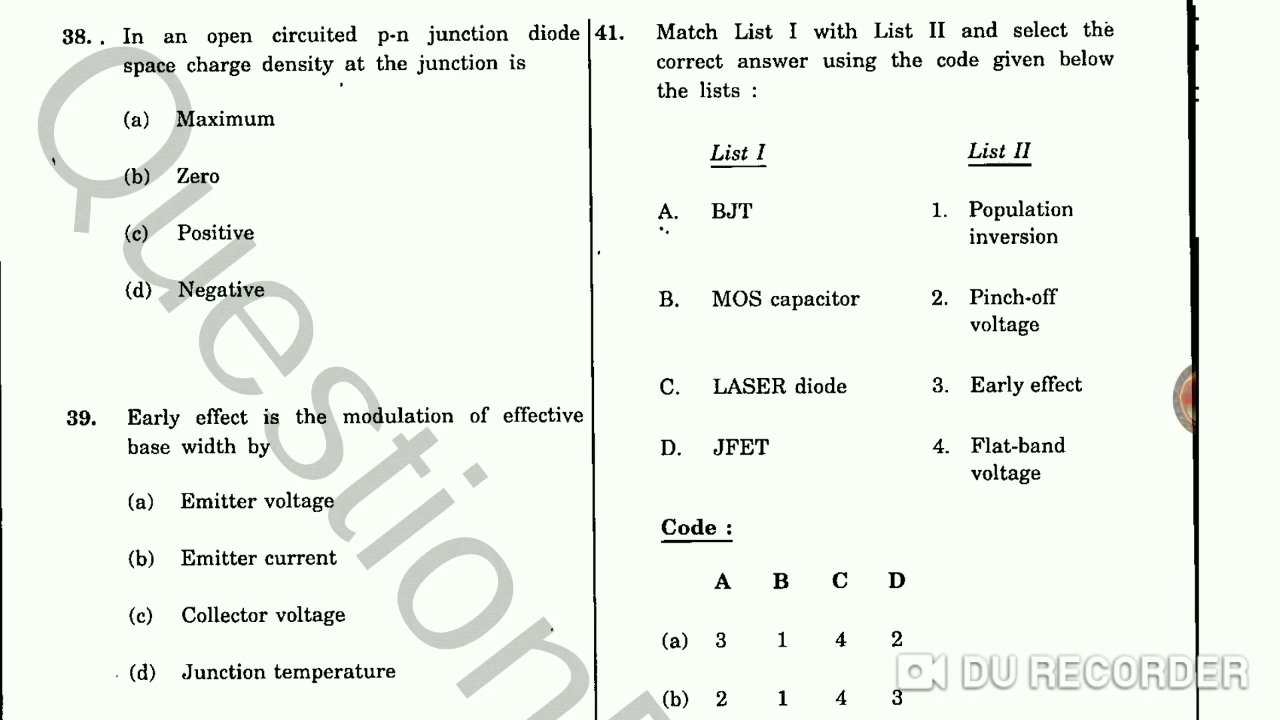 38. . In an open circuited p-n junction diode
space charge density at the junction is
(a) Maximum
(b) Zero
(c) Positive
(d) Negative
39. Early effect is the modulation of effective
base width by
(a) Emitter voltage
(b) Emitter current
(c) Collector voltage
(d) Junction temperature
41. Match List I with List II and select the
correct answer using the code given below
the lists :
List I List II
A. BJT 1. Population
inversion
B. MOS capacitor 2. Pinch-off
voltage
C. LASER diode 3. Early effect
D. JFET 4. Flat-band
voltage
Code :
A B C D
(a) 3 1 4 2
(b) 2 1 4 3
Question
DU RECORDER